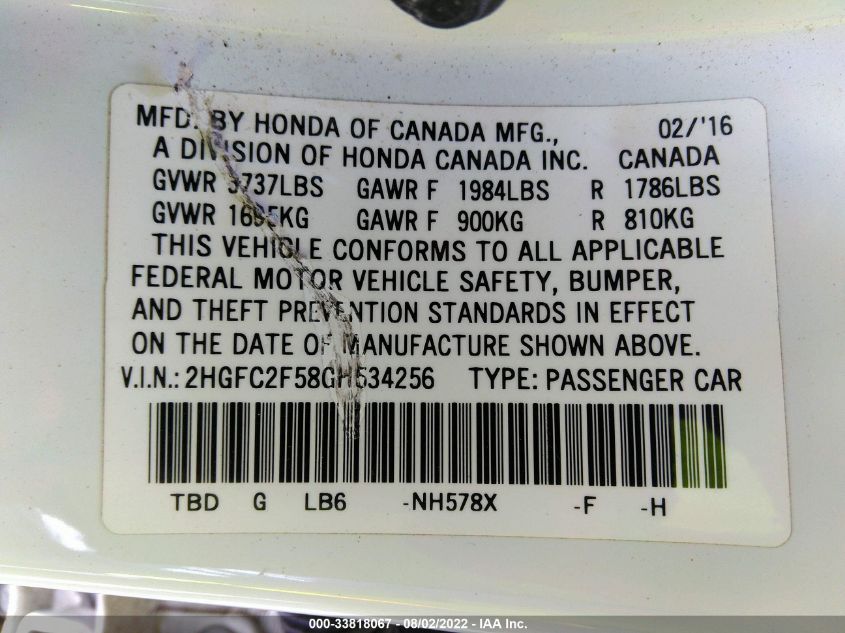 MFD. BY HONDA OF CANADA MFG., 02/'16
A DIVISION OF HONDA CANADA INC. CANADA
GVWR 3737LBS GAWR F 1984LBS R 1786LBS
GVWR 1695KG GAWR F 900KG R 810KG
THIS VEHICLE CONFORMS TO ALL APPLICABLE
FEDERAL MOTOR VEHICLE SAFETY, BUMPER,
AND THEFT PREVENTION STANDARDS IN EFFECT
ON THE DATE OF MANUFACTURE SHOWN ABOVE.
V.I.N.: 2HGFC2F58GH534256 TYPE: PASSENGER CAR
TBD G LB6 -NH578X -F -H
000-33818067 - 08/02/2022 - IAA Inc.